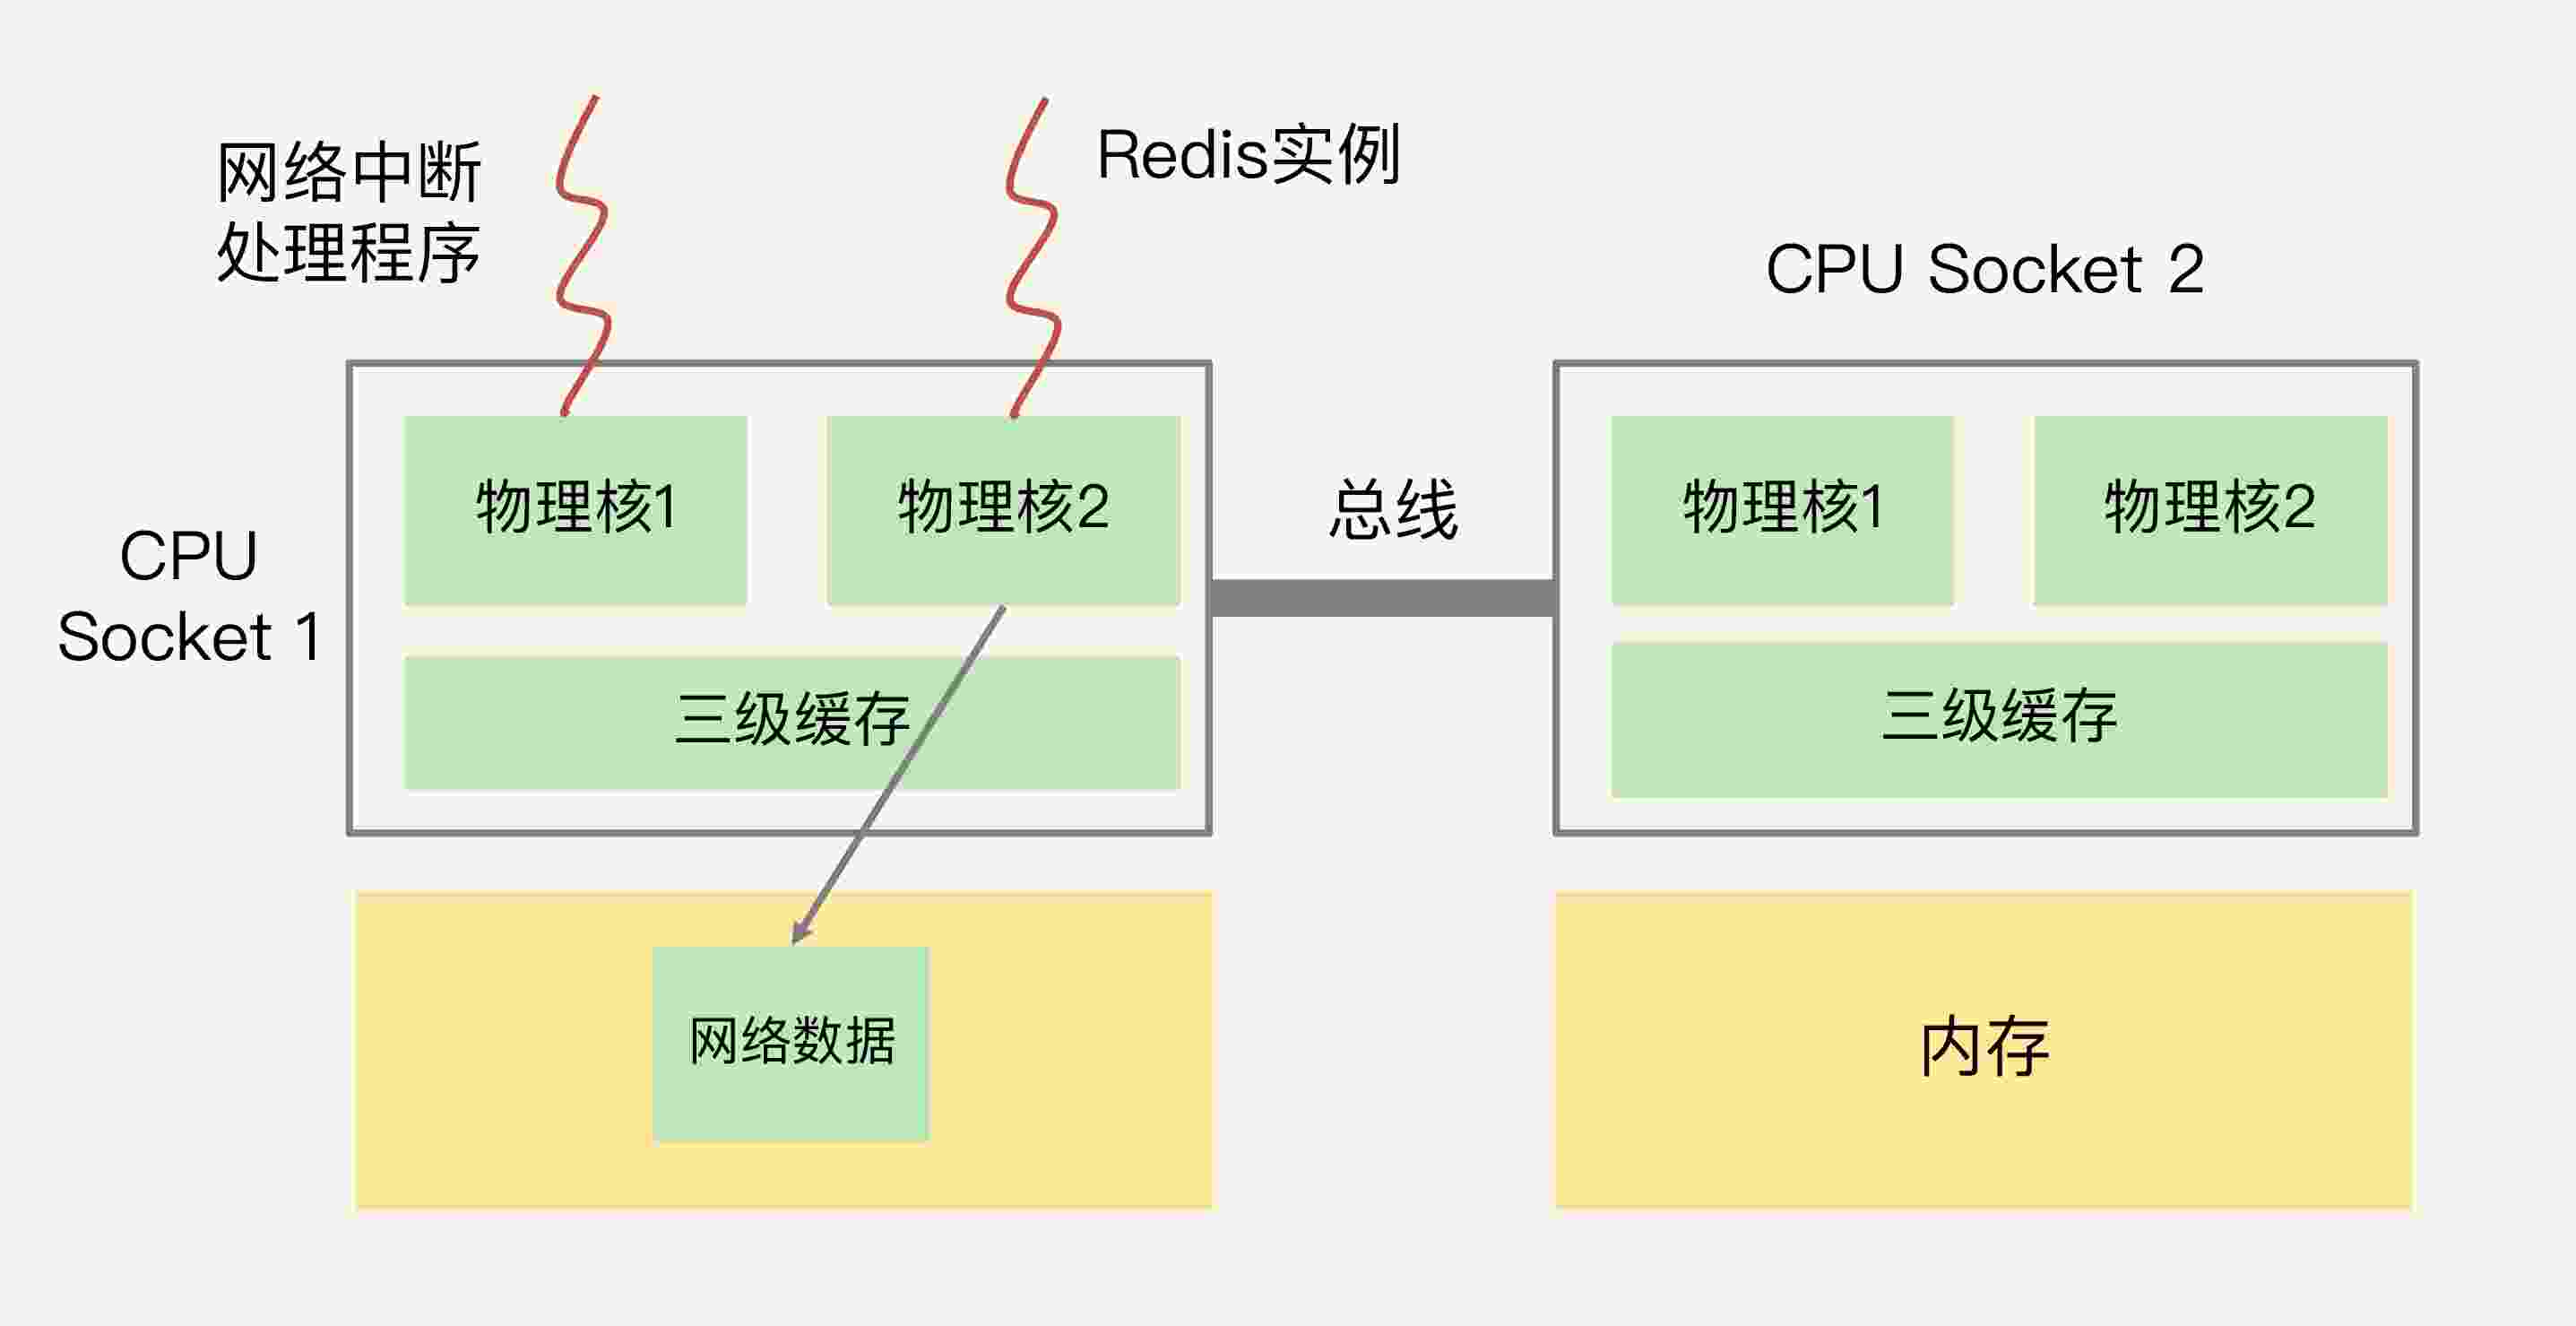 网络中断
处理程序
Redis实例
CPU Socket 2
CPU
Socket 1
物理核1
物理核2
总线
物理核1
物理核2
三级缓存
三级缓存
网络数据
内存